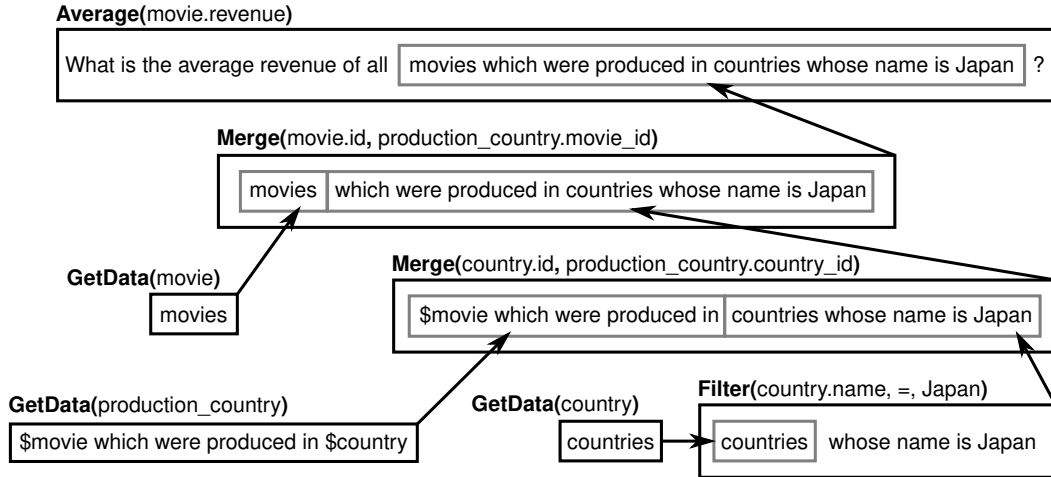 Average(movie.revenue)
What is the average revenue of all movies which were produced in countries whose name is Japan ?
Merge(movie.id, production_country.movie_id)
movies which were produced in countries whose name is Japan
GetData(movie)
movies
Merge(country.id, production_country.country_id)
$movie which were produced in countries whose name is Japan
GetData(production_country)
$movie which were produced in $country
GetData(country)
countries
Filter(country.name, =, Japan)
countries whose name is Japan